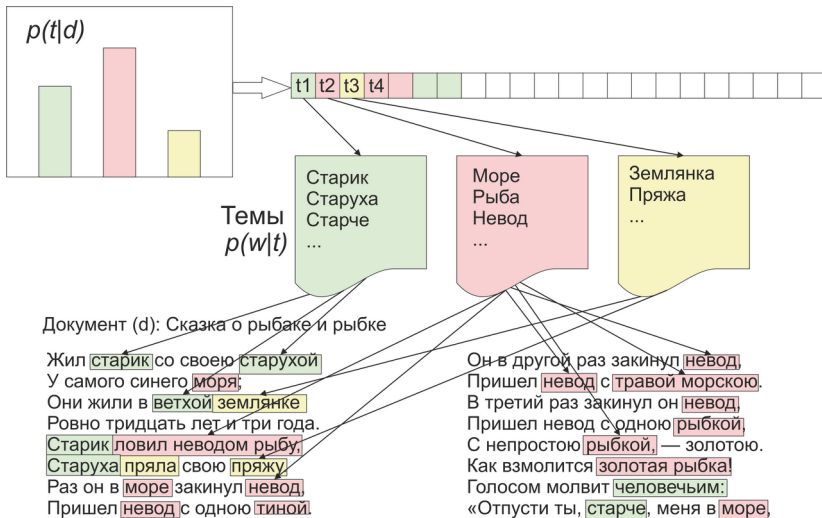 p(t|d)
t1 t2 t3 t4
Старик
Старуха
Старче
...
Море
Рыба
Невод
...
Землянка
Пряжа
...
Темы
p(w|t)
Документ (d): Сказка о рыбаке и рыбке
Жил старик со своею старухой
У самого синего моря;
Они жили в ветхой землянке
Ровно тридцать лет и три года.
Старик ловил неводом рыбу,
Старуха пряла свою пряжу.
Раз он в море закинул невод,
Пришел невод с одною тиной.
Он в другой раз закинул невод,
Пришел невод с травой морскою.
В третий раз закинул он невод,
Пришел невод с одною рыбкой,
С непростою рыбкой, — золотою.
Как взмолится золотая рыбка!
Голосом молвит человечьим:
«Отпусти ты, старче, меня в море,